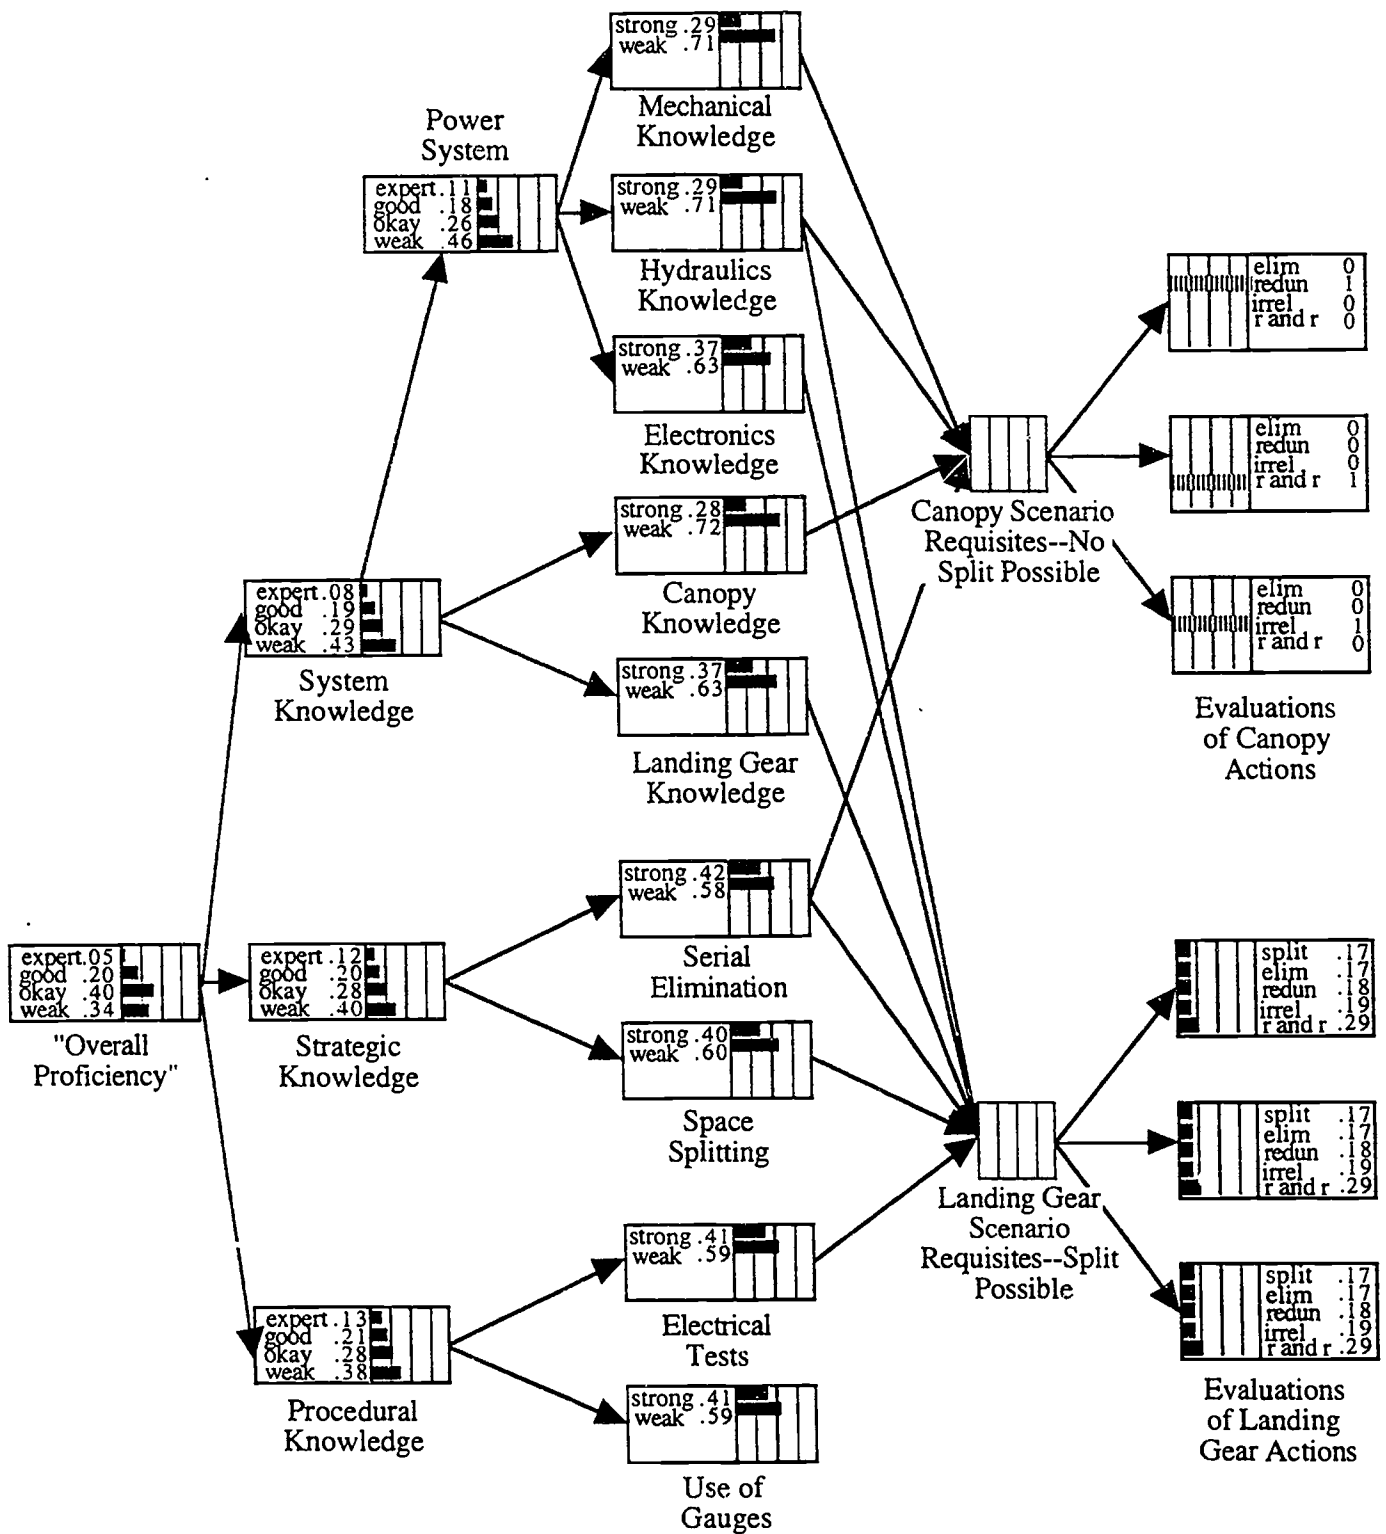 strong .29
weak .71
Mechanical
Knowledge
Power
System
expert .11
good .18
okay .26
weak .46
strong .29
weak .71
Hydraulics
Knowledge
strong .37
weak .63
Electronics
Knowledge
strong .28
weak .72
Canopy
Knowledge
expert .08
good .19
okay .29
weak .43
System
Knowledge
strong .37
weak .63
Landing Gear
Knowledge
strong .42
weak .58
Serial
Elimination
expert .05
good .20
okay .40
weak .34
"Overall
Proficiency"
expert .12
good .20
okay .28
weak .40
Strategic
Knowledge
strong .40
weak .60
Space
Splitting
strong .41
weak .59
Electrical
Tests
expert .13
good .21
okay .28
weak .38
Procedural
Knowledge
strong .41
weak .59
Use of
Gauges
Canopy Scenario
Requisites--No
Split Possible
elim 0
redun 1
irrel 0
r and r 0
elim 0
redun 0
irrel 0
r and r 1
elim 0
redun 0
irrel 1
r and r 0
Evaluations
of Canopy
Actions
Landing Gear
Scenario
Requisites--Split
Possible
split .17
elim .17
redun .18
irrel .19
r and r .29
split .17
elim .17
redun .18
irrel .19
r and r .29
split .17
elim .17
redun .18
irrel .19
r and r .29
Evaluations
of Landing
Gear Actions